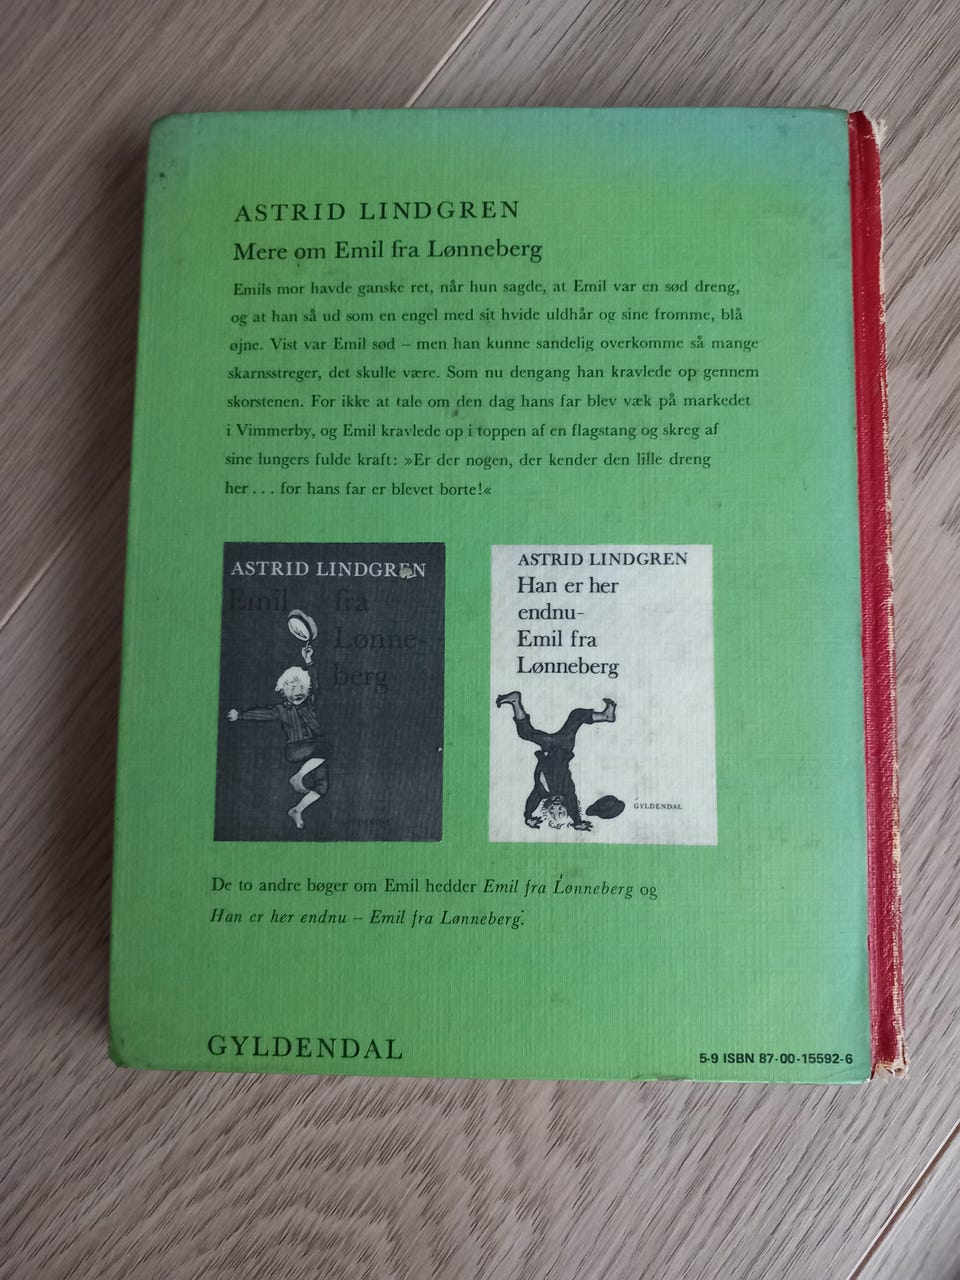 ASTRID LINDGREN
Mere om Emil fra Lønneberg
Emils mor havde ganske ret, når hun sagde, at Emil var en sød dreng,
og at han så ud som en engel med sit hvide uldhår og sine fromme, blå
øjne. Vist var Emil sød – men han kunne sandelig overkomme så mange
skarnsstreger, det skulle være. Som nu dengang han kravlede op gennem
skorstenen. For ikke at tale om den dag hans far blev væk på markedet
i Vimmerby, og Emil kravlede op i toppen af en flagstang og skreg af
sine lungers fulde kraft: »Er der nogen, der kender den lille dreng
her . . . for hans far er blevet borte!«
ASTRID LINDGREN
Emil fra
Lønne-
berg
ASTRID LINDGREN
Han er her
endnu-
Emil fra
Lønneberg
GYLDENDAL
De to andre bøger om Emil hedder Emil fra Lønneberg og
Han er her endnu – Emil fra Lønneberg.
GYLDENDAL
5-9 ISBN 87-00-15592-6